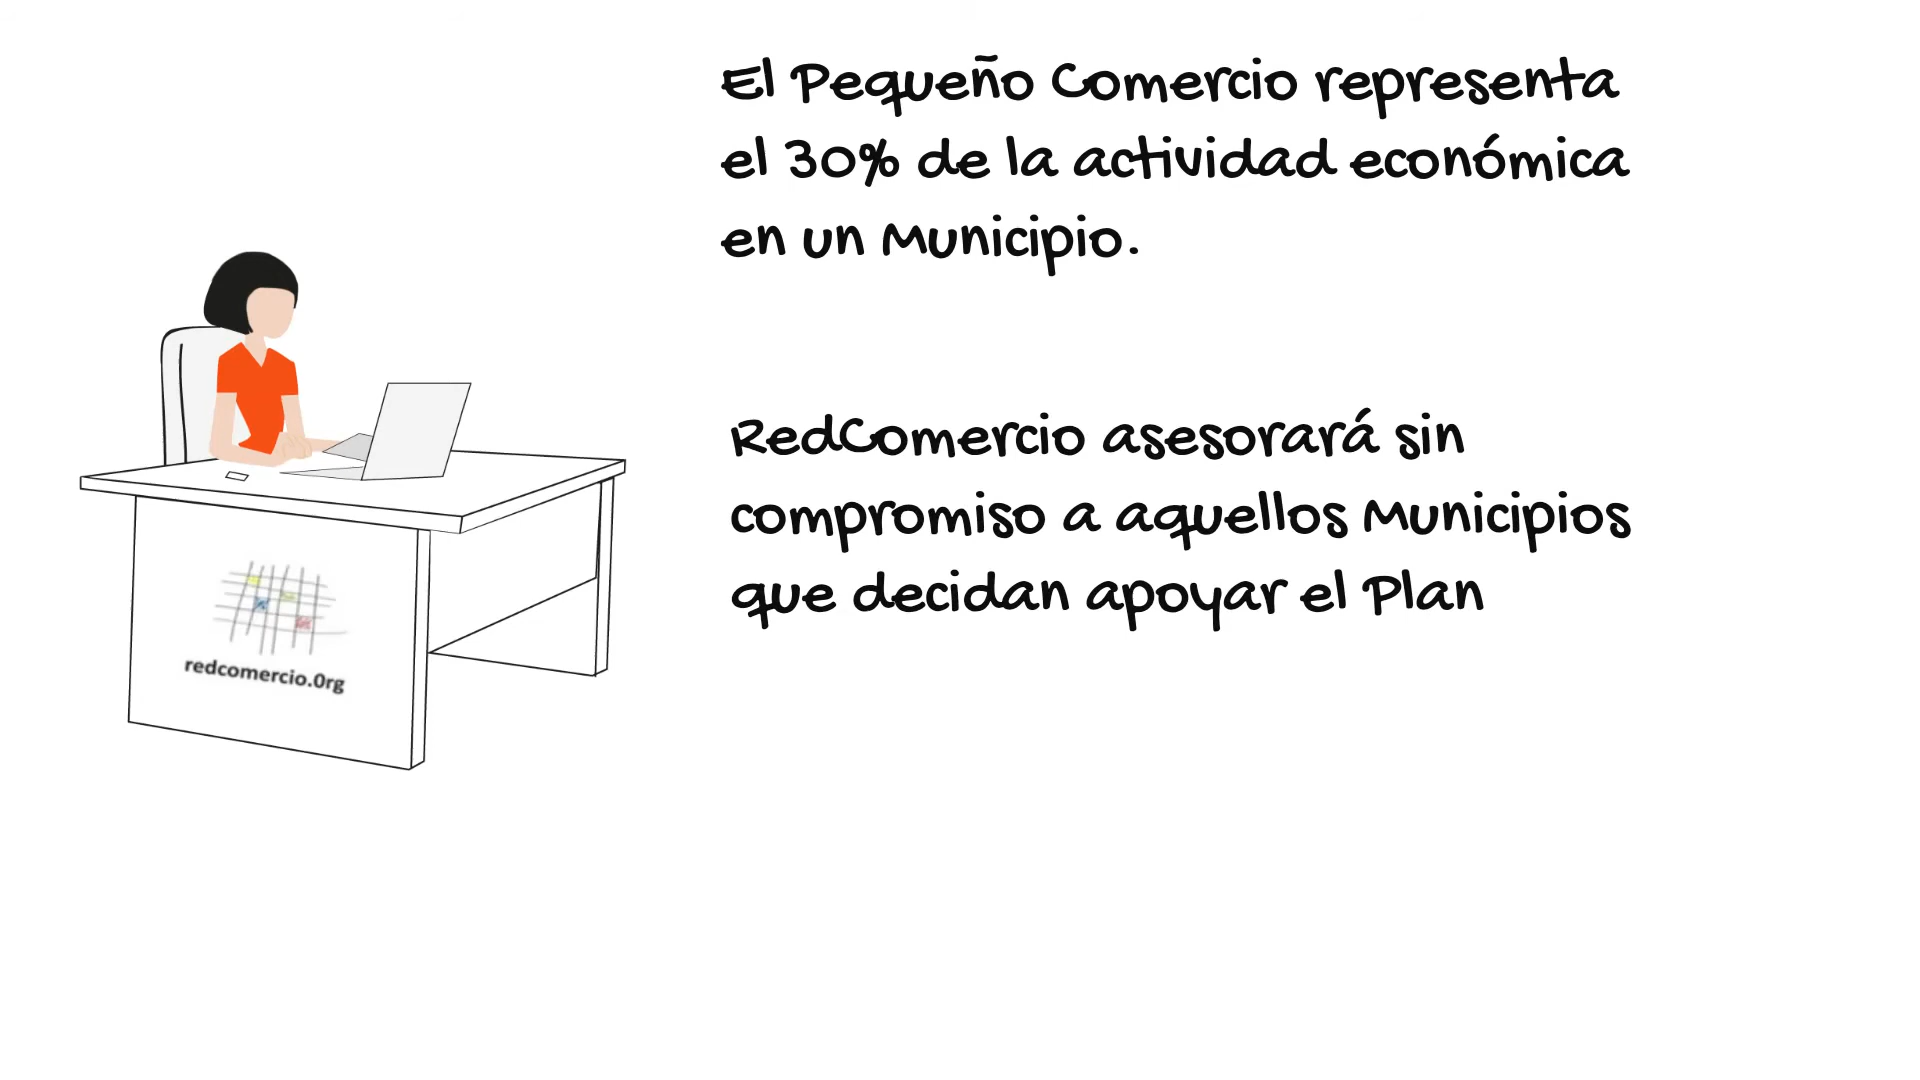 El Pequeño Comercio representa
el 30% de la actividad económica
en un Municipio.
RedComercio asesorará sin
compromiso a aquellos Municipios
que decidan apoyar el Plan
redcomercio.0rg